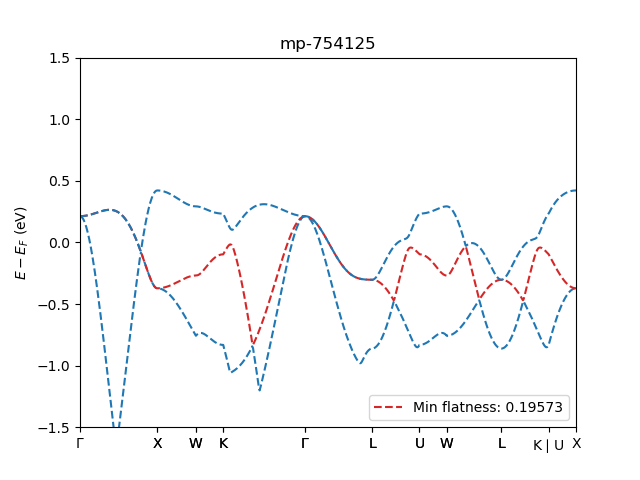 mp-754125
E − E_F (eV)
1.5
1.0
0.5
0.0
−0.5
−1.0
−1.5
Min flatness: 0.19573
Γ X W K Γ L U W L K | U X